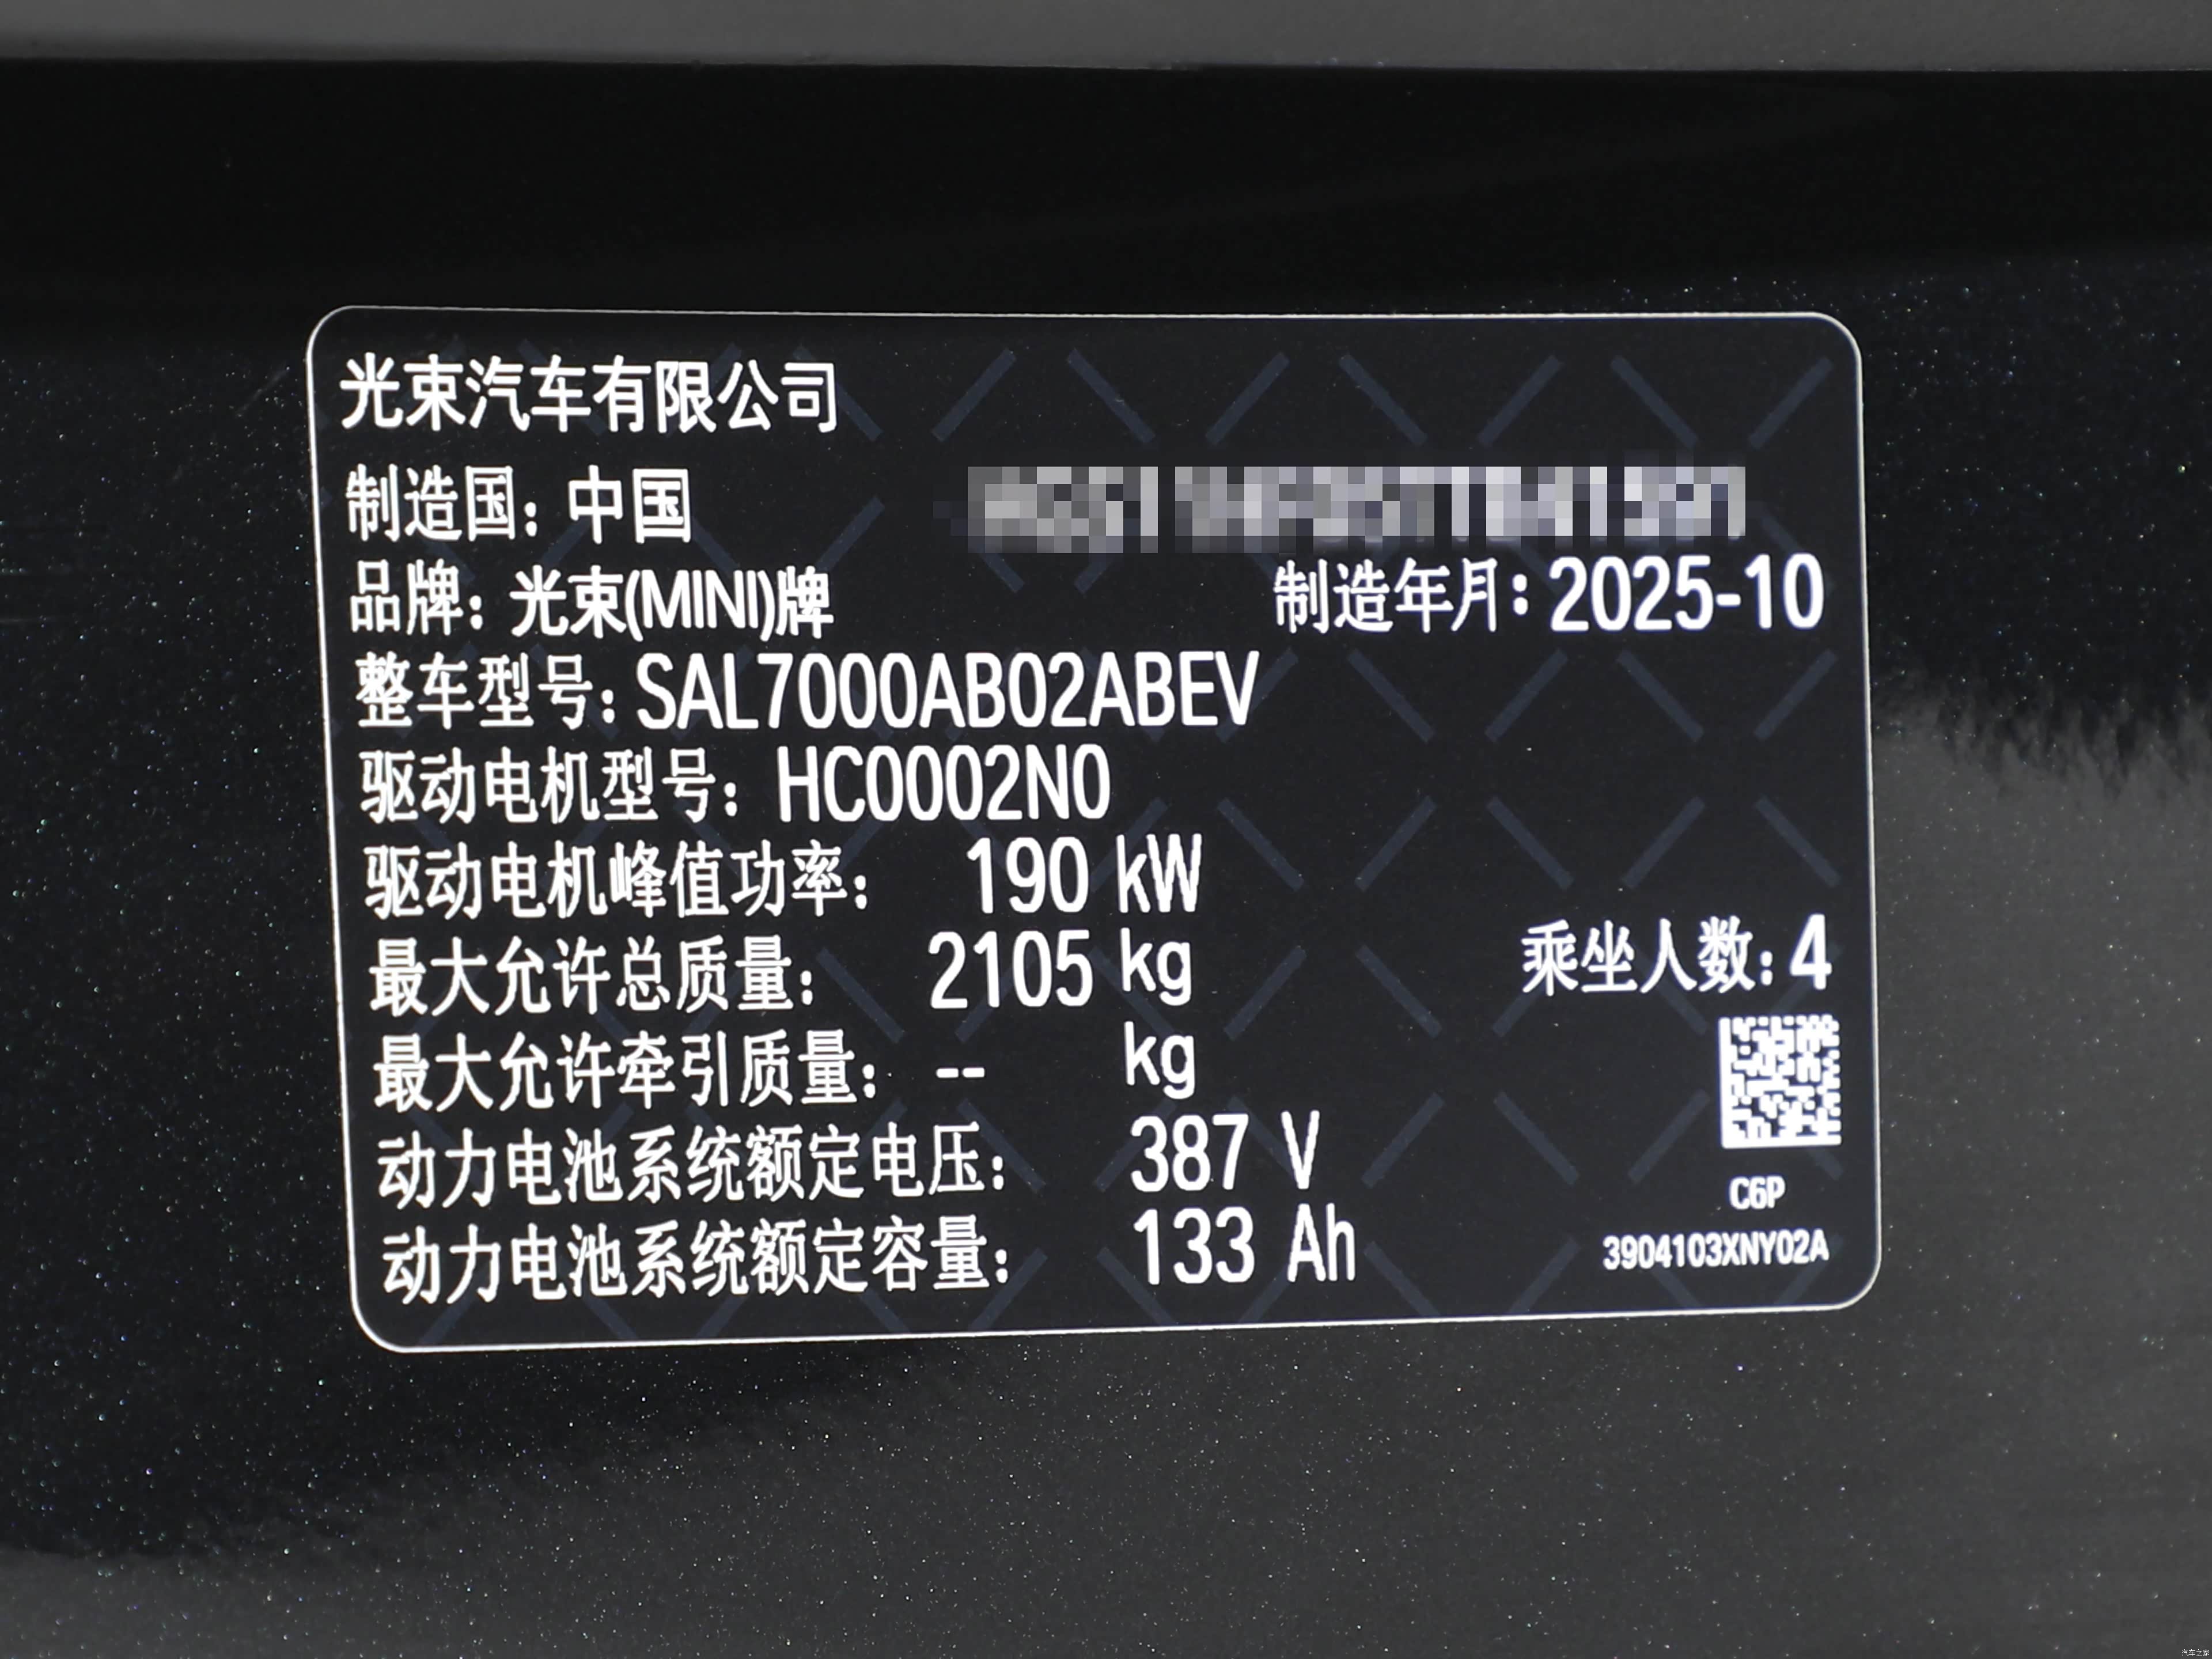 光束汽车有限公司
制造国：中国
品牌：光束(MINI)牌 制造年月：2025-10
整车型号：SAL7000AB02ABEV
驱动电机型号：HC0002N0
驱动电机峰值功率： 190 kW
最大允许总质量： 2105 kg 乘坐人数：4
最大允许牵引质量： -- kg
动力电池系统额定电压： 387 V
C6P
动力电池系统额定容量： 133 Ah
3904103XNY02A
汽车之家